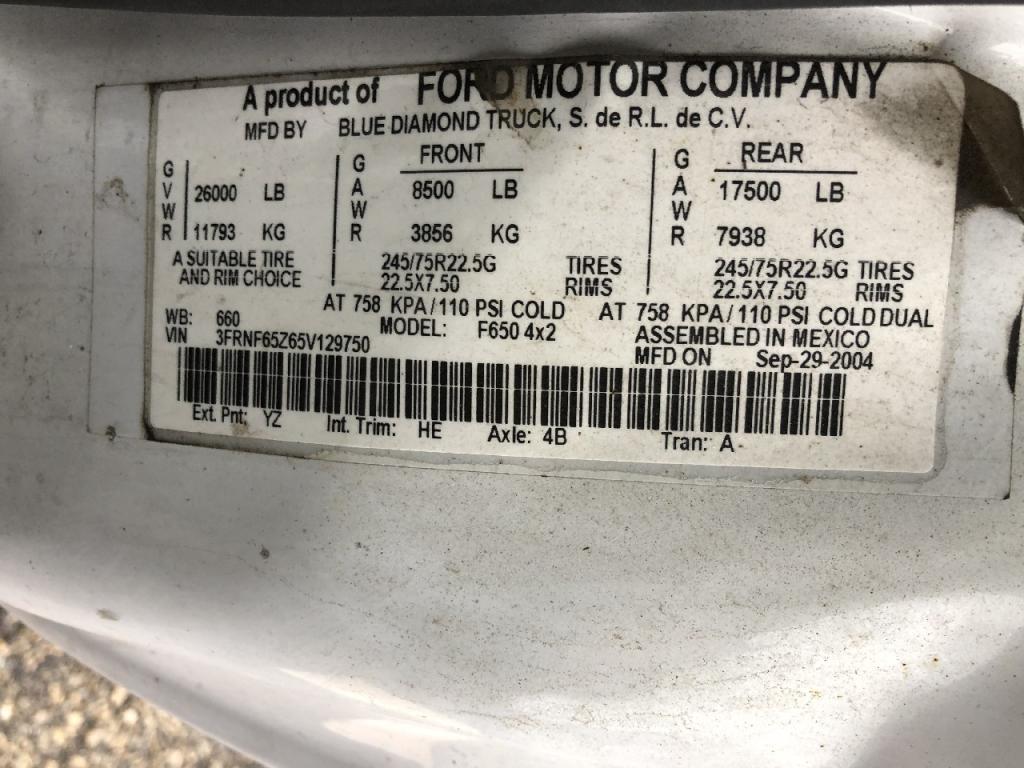 A product of FORD MOTOR COMPANY
MFD BY BLUE DIAMOND TRUCK, S. de R.L. de C.V.
GVWR 26000 LB
11793 KG
GAWR FRONT 8500 LB
3856 KG
GAWR REAR 17500 LB
7938 KG
A SUITABLE TIRE 245/75R22.5G TIRES 245/75R22.5G TIRES
AND RIM CHOICE 22.5X7.50 RIMS 22.5X7.50 RIMS
AT 758 KPA/110 PSI COLD AT 758 KPA/110 PSI COLD DUAL
WB: 660 MODEL: F650 4x2 ASSEMBLED IN MEXICO
VIN 3FRNF65Z65V129750 MFD ON Sep-29-2004
Ext. Pnt: YZ Int. Trim: HE Axle: 4B Tran: A